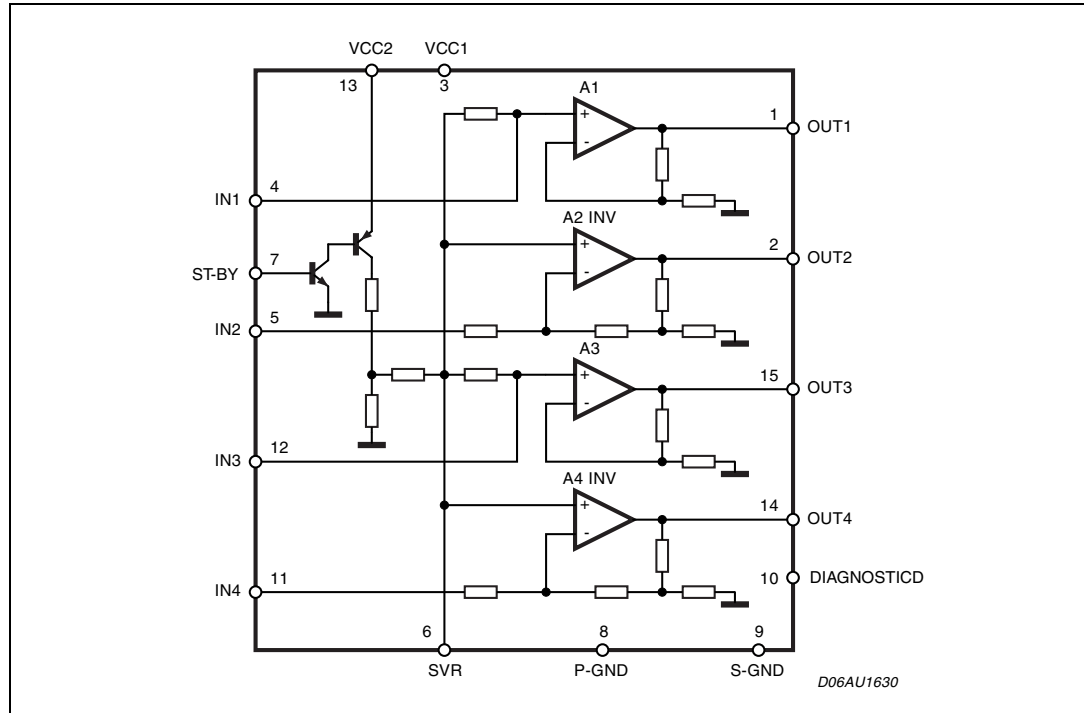 VCC2 VCC1
13 3
A1
+
-
1 OUT1
4
IN1
A2 INV
+
-
2 OUT2
7
ST-BY
5
IN2
A3
+
-
15 OUT3
12
IN3
A4 INV
+
-
14 OUT4
10 DIAGNOSTICD
11
IN4
6 8 9
SVR P-GND S-GND
D06AU1630